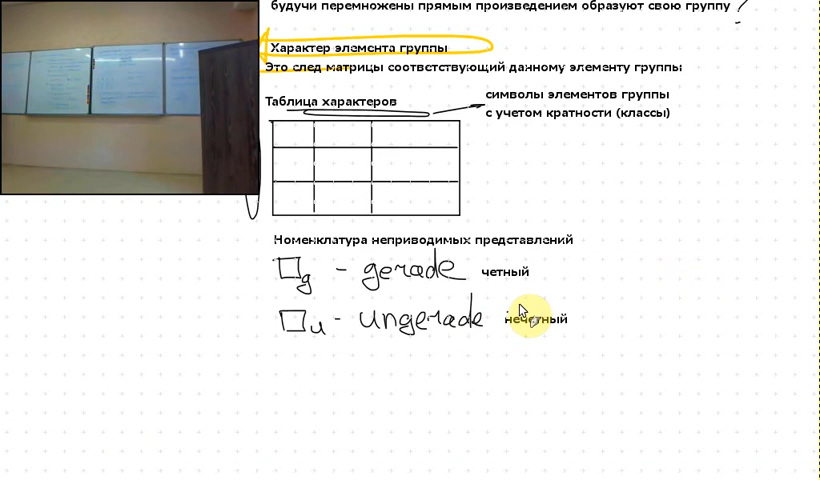 будучи перемножены прямым произведением образуют свою группу ?
Характер элемента группы
Это след матрицы соответствующий данному элементу группы:
Таблица характеров
символы элементов группы
с учетом кратности (классы)
Номенклатура неприводимых представлений
□g - gerade четный
□u - ungerade нечетный